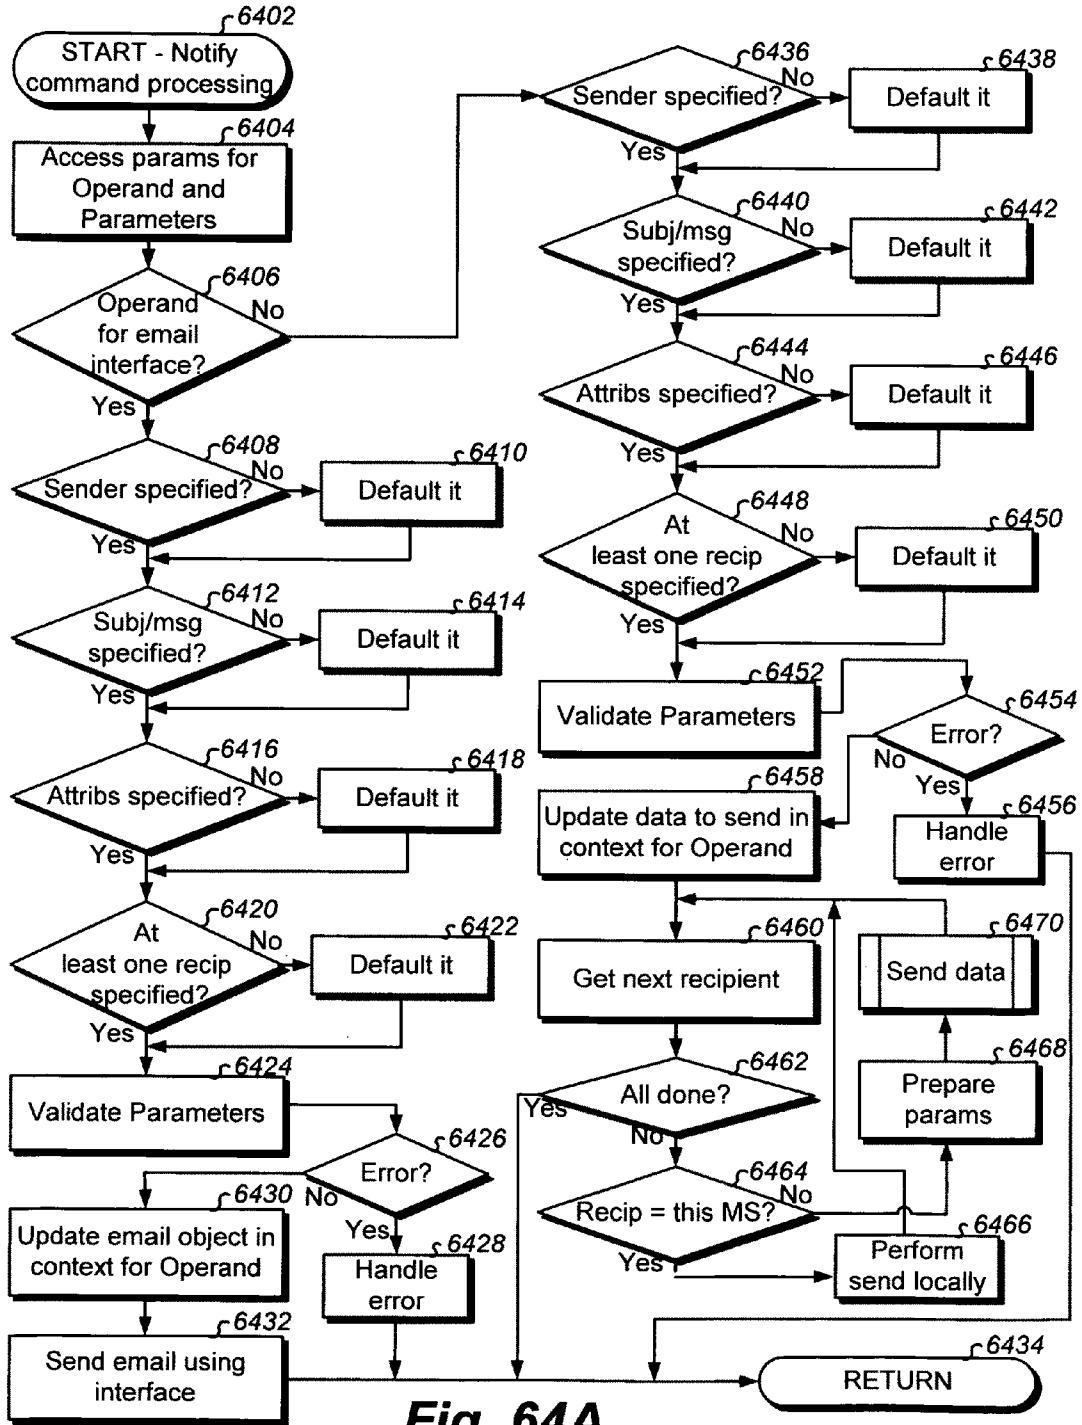 6402
START - Notify
command processing
6404
Access params for
Operand and
Parameters
6406
Operand
for email
interface?
No
Yes
6408
Sender specified?
No
Yes
6410
Default it
6412
Subj/msg
specified?
No
Yes
6414
Default it
6416
Attribs specified?
No
Yes
6418
Default it
6420
At
least one recip
specified?
No
Yes
6422
Default it
6424
Validate Parameters
6426
Error?
No
Yes
6428
Handle
error
6430
Update email object in
context for Operand
6432
Send email using
interface
6436
Sender specified?
No
Yes
6438
Default it
6440
Subj/msg
specified?
No
Yes
6442
Default it
6444
Attribs specified?
No
Yes
6446
Default it
6448
At
least one recip
specified?
No
Yes
6450
Default it
6452
Validate Parameters
6454
Error?
No
Yes
6456
Handle
error
6458
Update data to send in
context for Operand
6460
Get next recipient
6462
All done?
Yes
No
6464
Recip = this MS?
No
Yes
6466
Perform
send locally
6468
Prepare
params
6470
Send data
6434
RETURN
Fig. 64A